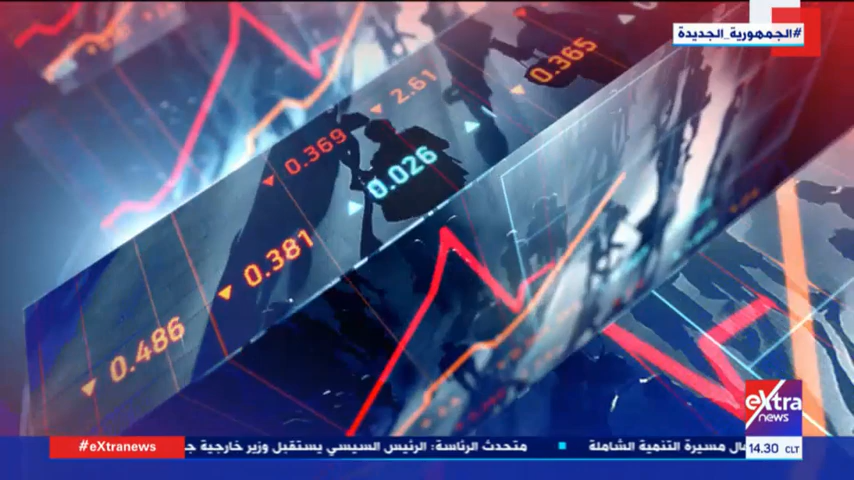 #الجمهورية_الجديدة
▼ 2.61
▼ 0.365
▼ 0.369
0.026
▼ 0.381
▼ 0.486
eXtra
news
#eXtranews
ال مسيرة التنمية الشاملة ■ متحدث الرئاسة: الرئيس السيسي يستقبل وزير خارجية
14.30 CLT